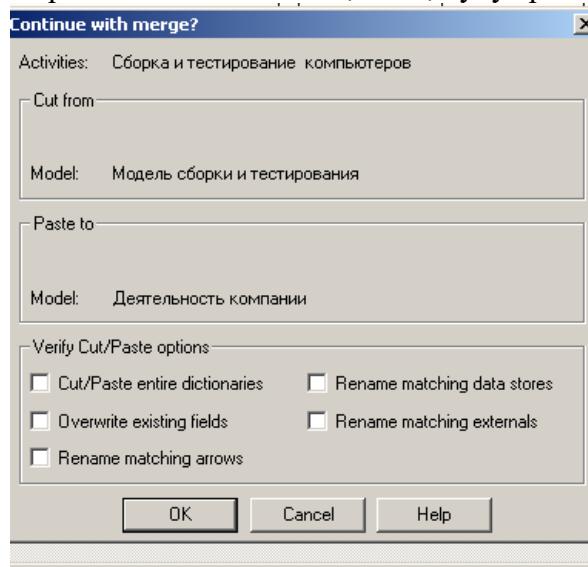 Continue with merge?
Activities: Сборка и тестирование компьютеров
Cut from
Model: Модель сборки и тестирования
Paste to
Model: Деятельность компании
Verify Cut/Paste options
Cut/Paste entire dictionaries Rename matching data stores
Overwrite existing fields Rename matching externals
Rename matching arrows
OK Cancel Help